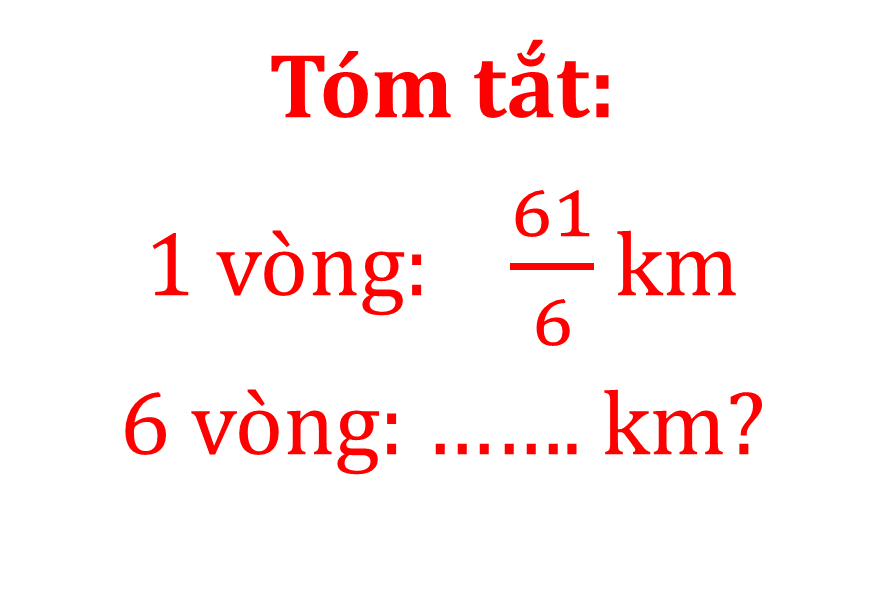 Tóm tắt:
1 vòng: 61/6 km
6 vòng: ....... km?